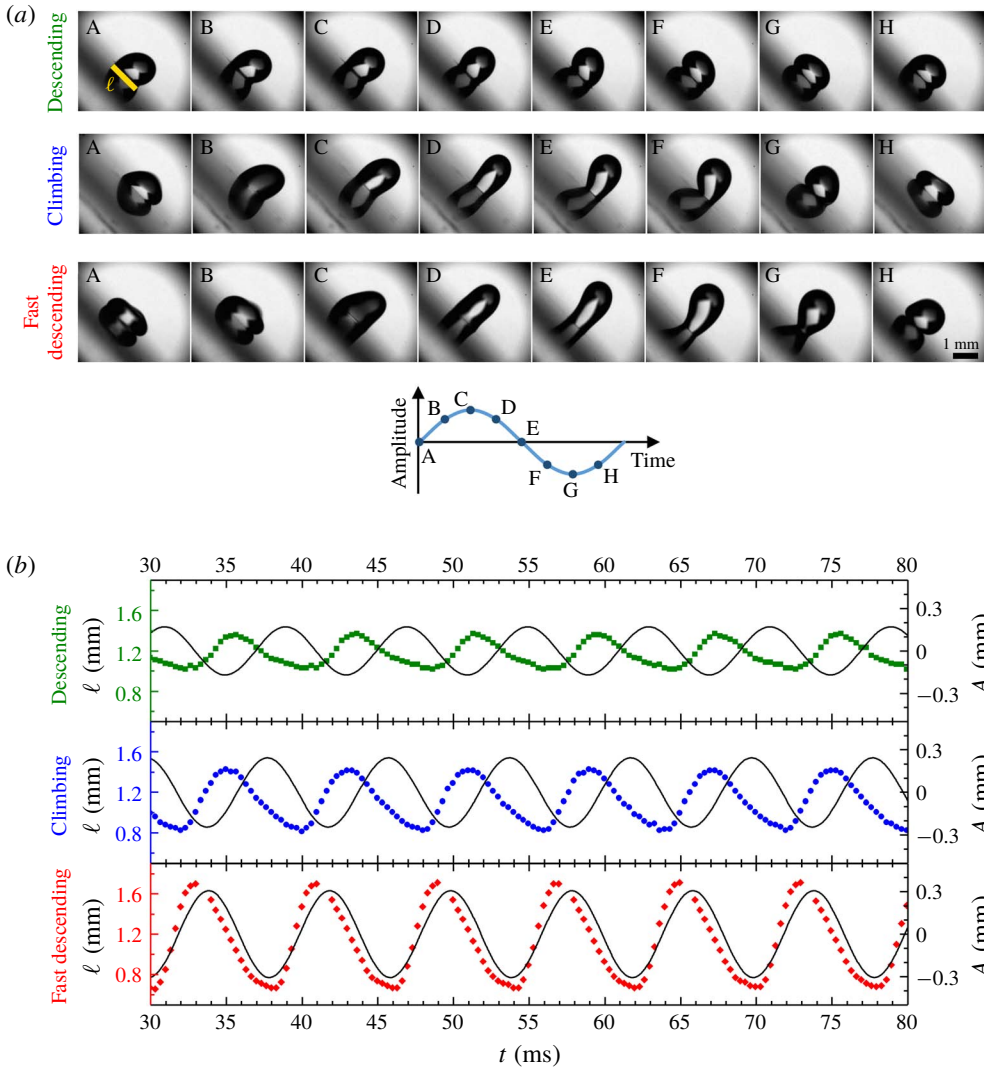 (a)
Descending
A B C D E F G H
ℓ
Climbing
A B C D E F G H
Fast
descending
A B C D E F G H
1 mm
Amplitude
A B C D E F G H
Time
(b)
30 35 40 45 50 55 60 65 70 75 80
Descending
ℓ (mm)
1.6
1.2
0.8
0.3
0
−0.3
A (mm)
Climbing
ℓ (mm)
1.6
1.2
0.8
0.3
0
−0.3
A (mm)
Fast descending
ℓ (mm)
1.6
1.2
0.8
0.3
0
−0.3
A (mm)
30 35 40 45 50 55 60 65 70 75 80
t (ms)